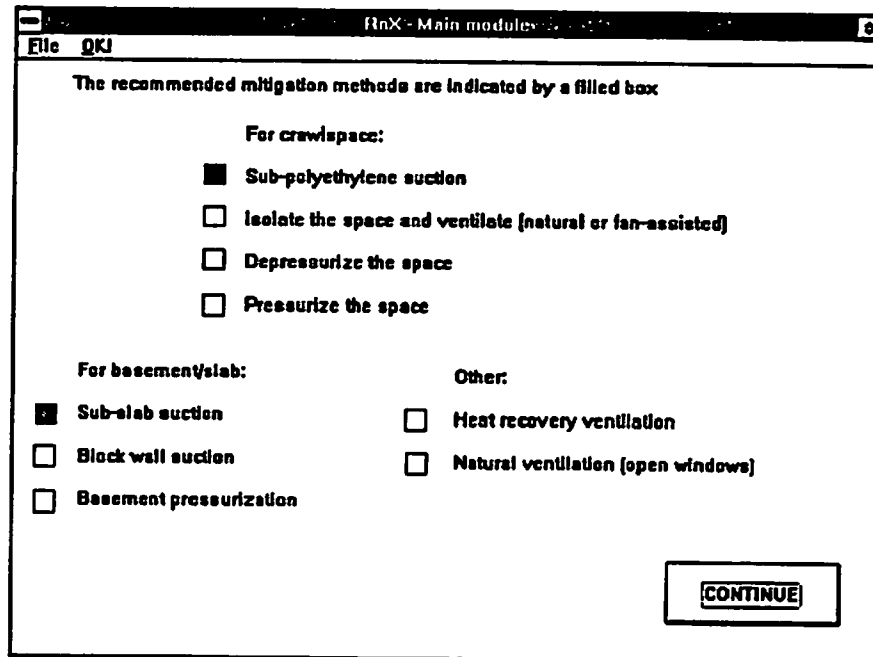 RnX - Main module
File OK!
The recommended mitigation methods are indicated by a filled box
For crawlspace:
Sub-polyethylene suction
Isolate the space and ventilate (natural or fan-assisted)
Depressurize the space
Pressurize the space
For basement/slab:
Sub-slab suction
Block wall suction
Basement pressurization
Other:
Heat recovery ventilation
Natural ventilation (open windows)
CONTINUE